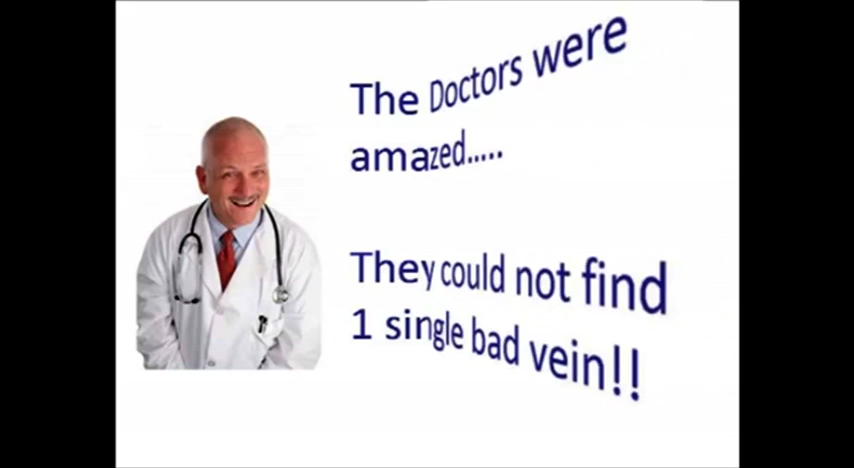 The Doctors were
amazed.....
They could not find
1 single bad vein!!